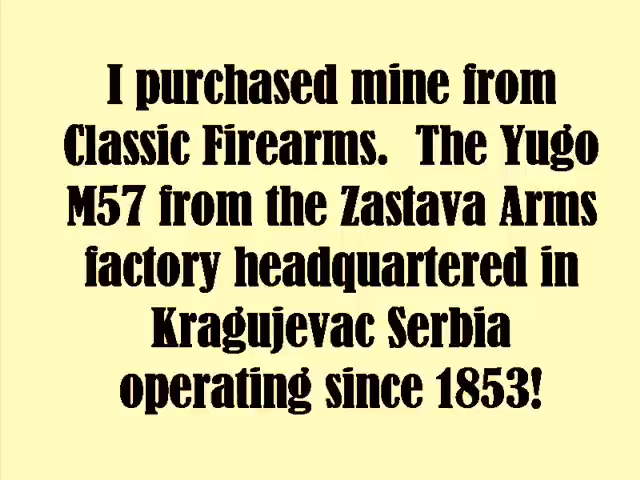 I purchased mine from
Classic Firearms.  The Yugo
M57 from the Zastava Arms
factory headquartered in
Kragujevac Serbia
operating since 1853!